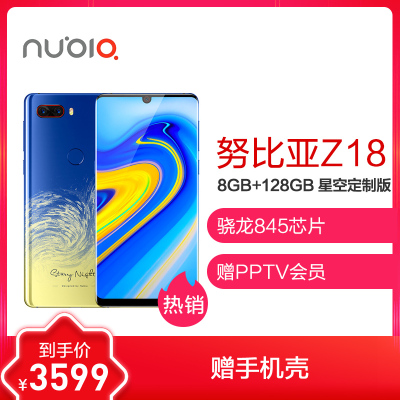 nubia
努比亚Z18
8GB+128GB 星空定制版
骁龙845芯片
赠PPTV会员
Starry Night
热销
到手价
¥3599
赠手机壳